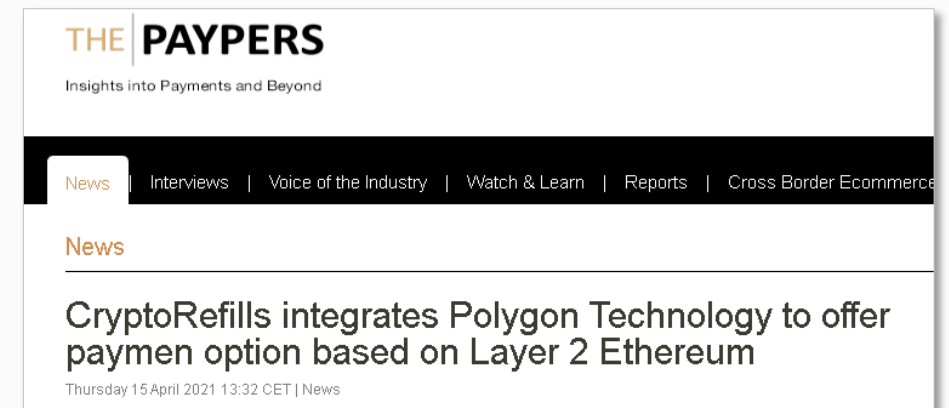 THE PAYPERS
Insights into Payments and Beyond
News | Interviews | Voice of the Industry | Watch & Learn | Reports | Cross Border Ecommerce
News
CryptoRefills integrates Polygon Technology to offer
paymen option based on Layer 2 Ethereum
Thursday 15 April 2021 13:32 CET | News